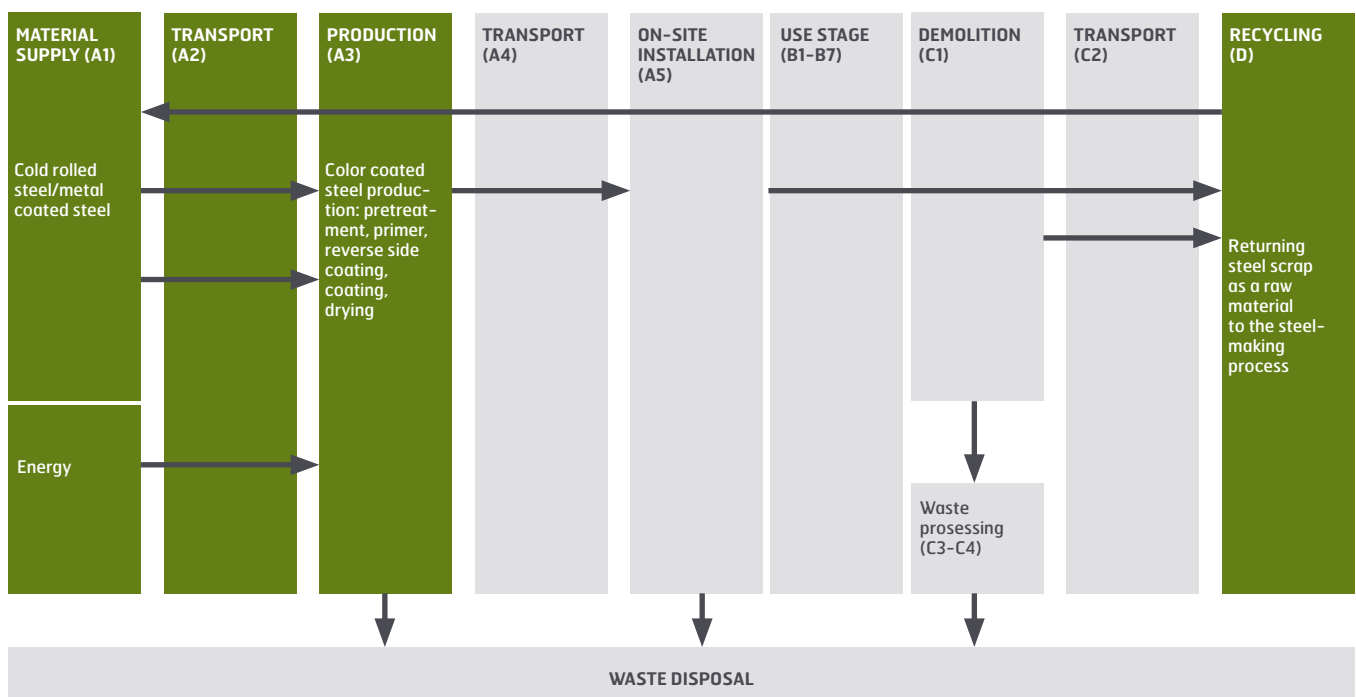 MATERIAL
SUPPLY (A1)
TRANSPORT
(A2)
PRODUCTION
(A3)
TRANSPORT
(A4)
ON-SITE
INSTALLATION
(A5)
USE STAGE
(B1-B7)
DEMOLITION
(C1)
TRANSPORT
(C2)
RECYCLING
(D)
Cold rolled
steel/metal
coated steel
Color coated
steel produc-
tion: pretreat-
ment, primer,
reverse side
coating,
coating,
drying
Returning
steel scrap
as a raw
material
to the steel-
making
process
Energy
Waste
prosessing
(C3-C4)
WASTE DISPOSAL